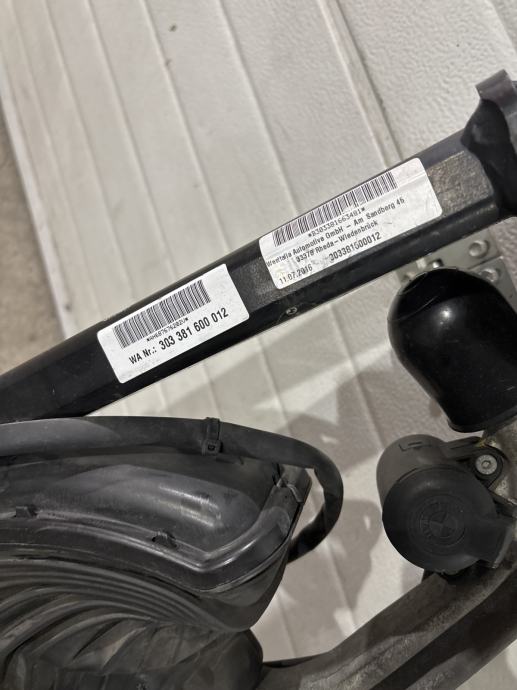 *B303381663481*
Westfalia Automotive GmbH - Am Sandberg 45
33378 Rheda-Wiedenbrück
11.07.2016 303381600012
WA Nr.: 303 381 600 012